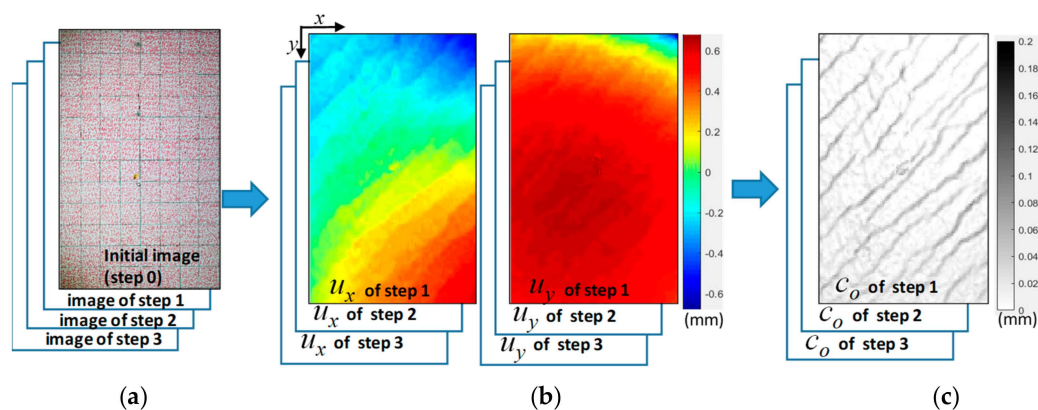 x
y
Initial image
(step 0)
image of step 1
image of step 2
image of step 3
u_x of step 1
u_x of step 2
u_x of step 3
u_y of step 1
u_y of step 2
u_y of step 3
0.6
0.4
0.2
0
-0.2
-0.4
-0.6
(mm)
c_o of step 1
c_o of step 2
c_o of step 3
0.2
0.18
0.16
0.14
0.12
0.1
0.08
0.06
0.04
0.02
0
(mm)
(a)
(b)
(c)